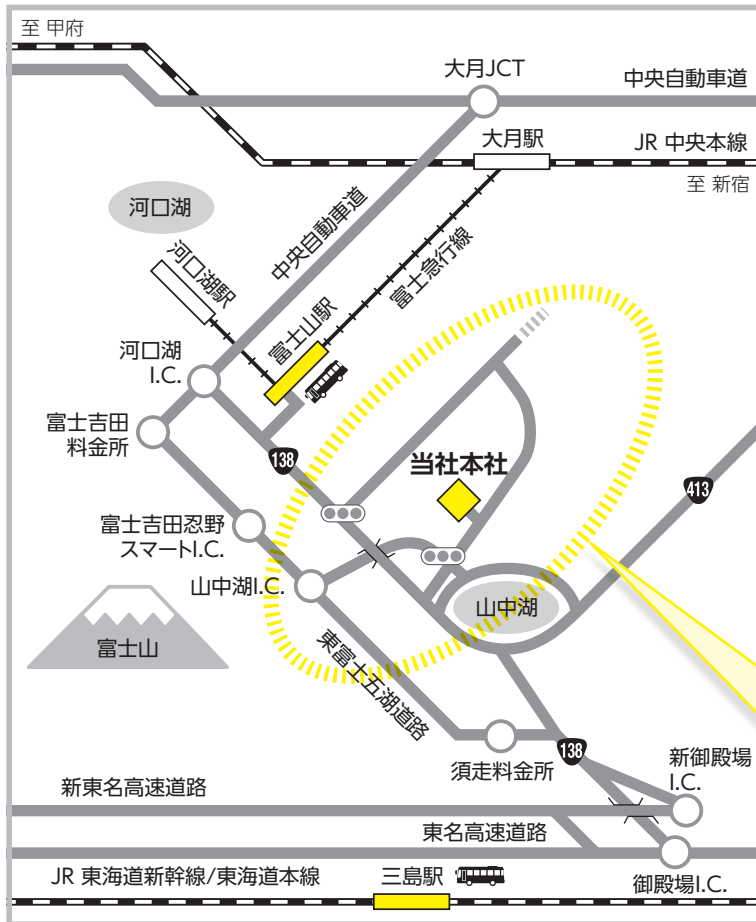 至 甲府
大月JCT
中央自動車道
大月駅
JR 中央本線
至 新宿
河口湖
中央自動車道
河口湖駅
富士急行線
富士山駅
河口湖
I.C.
富士吉田
料金所
138
当社本社
413
富士吉田忍野
スマートI.C.
山中湖I.C.
山中湖
富士山
東富士五湖道路
138
須走料金所
新御殿場
I.C.
新東名高速道路
東名高速道路
JR 東海道新幹線/東海道本線
三島駅
御殿場I.C.